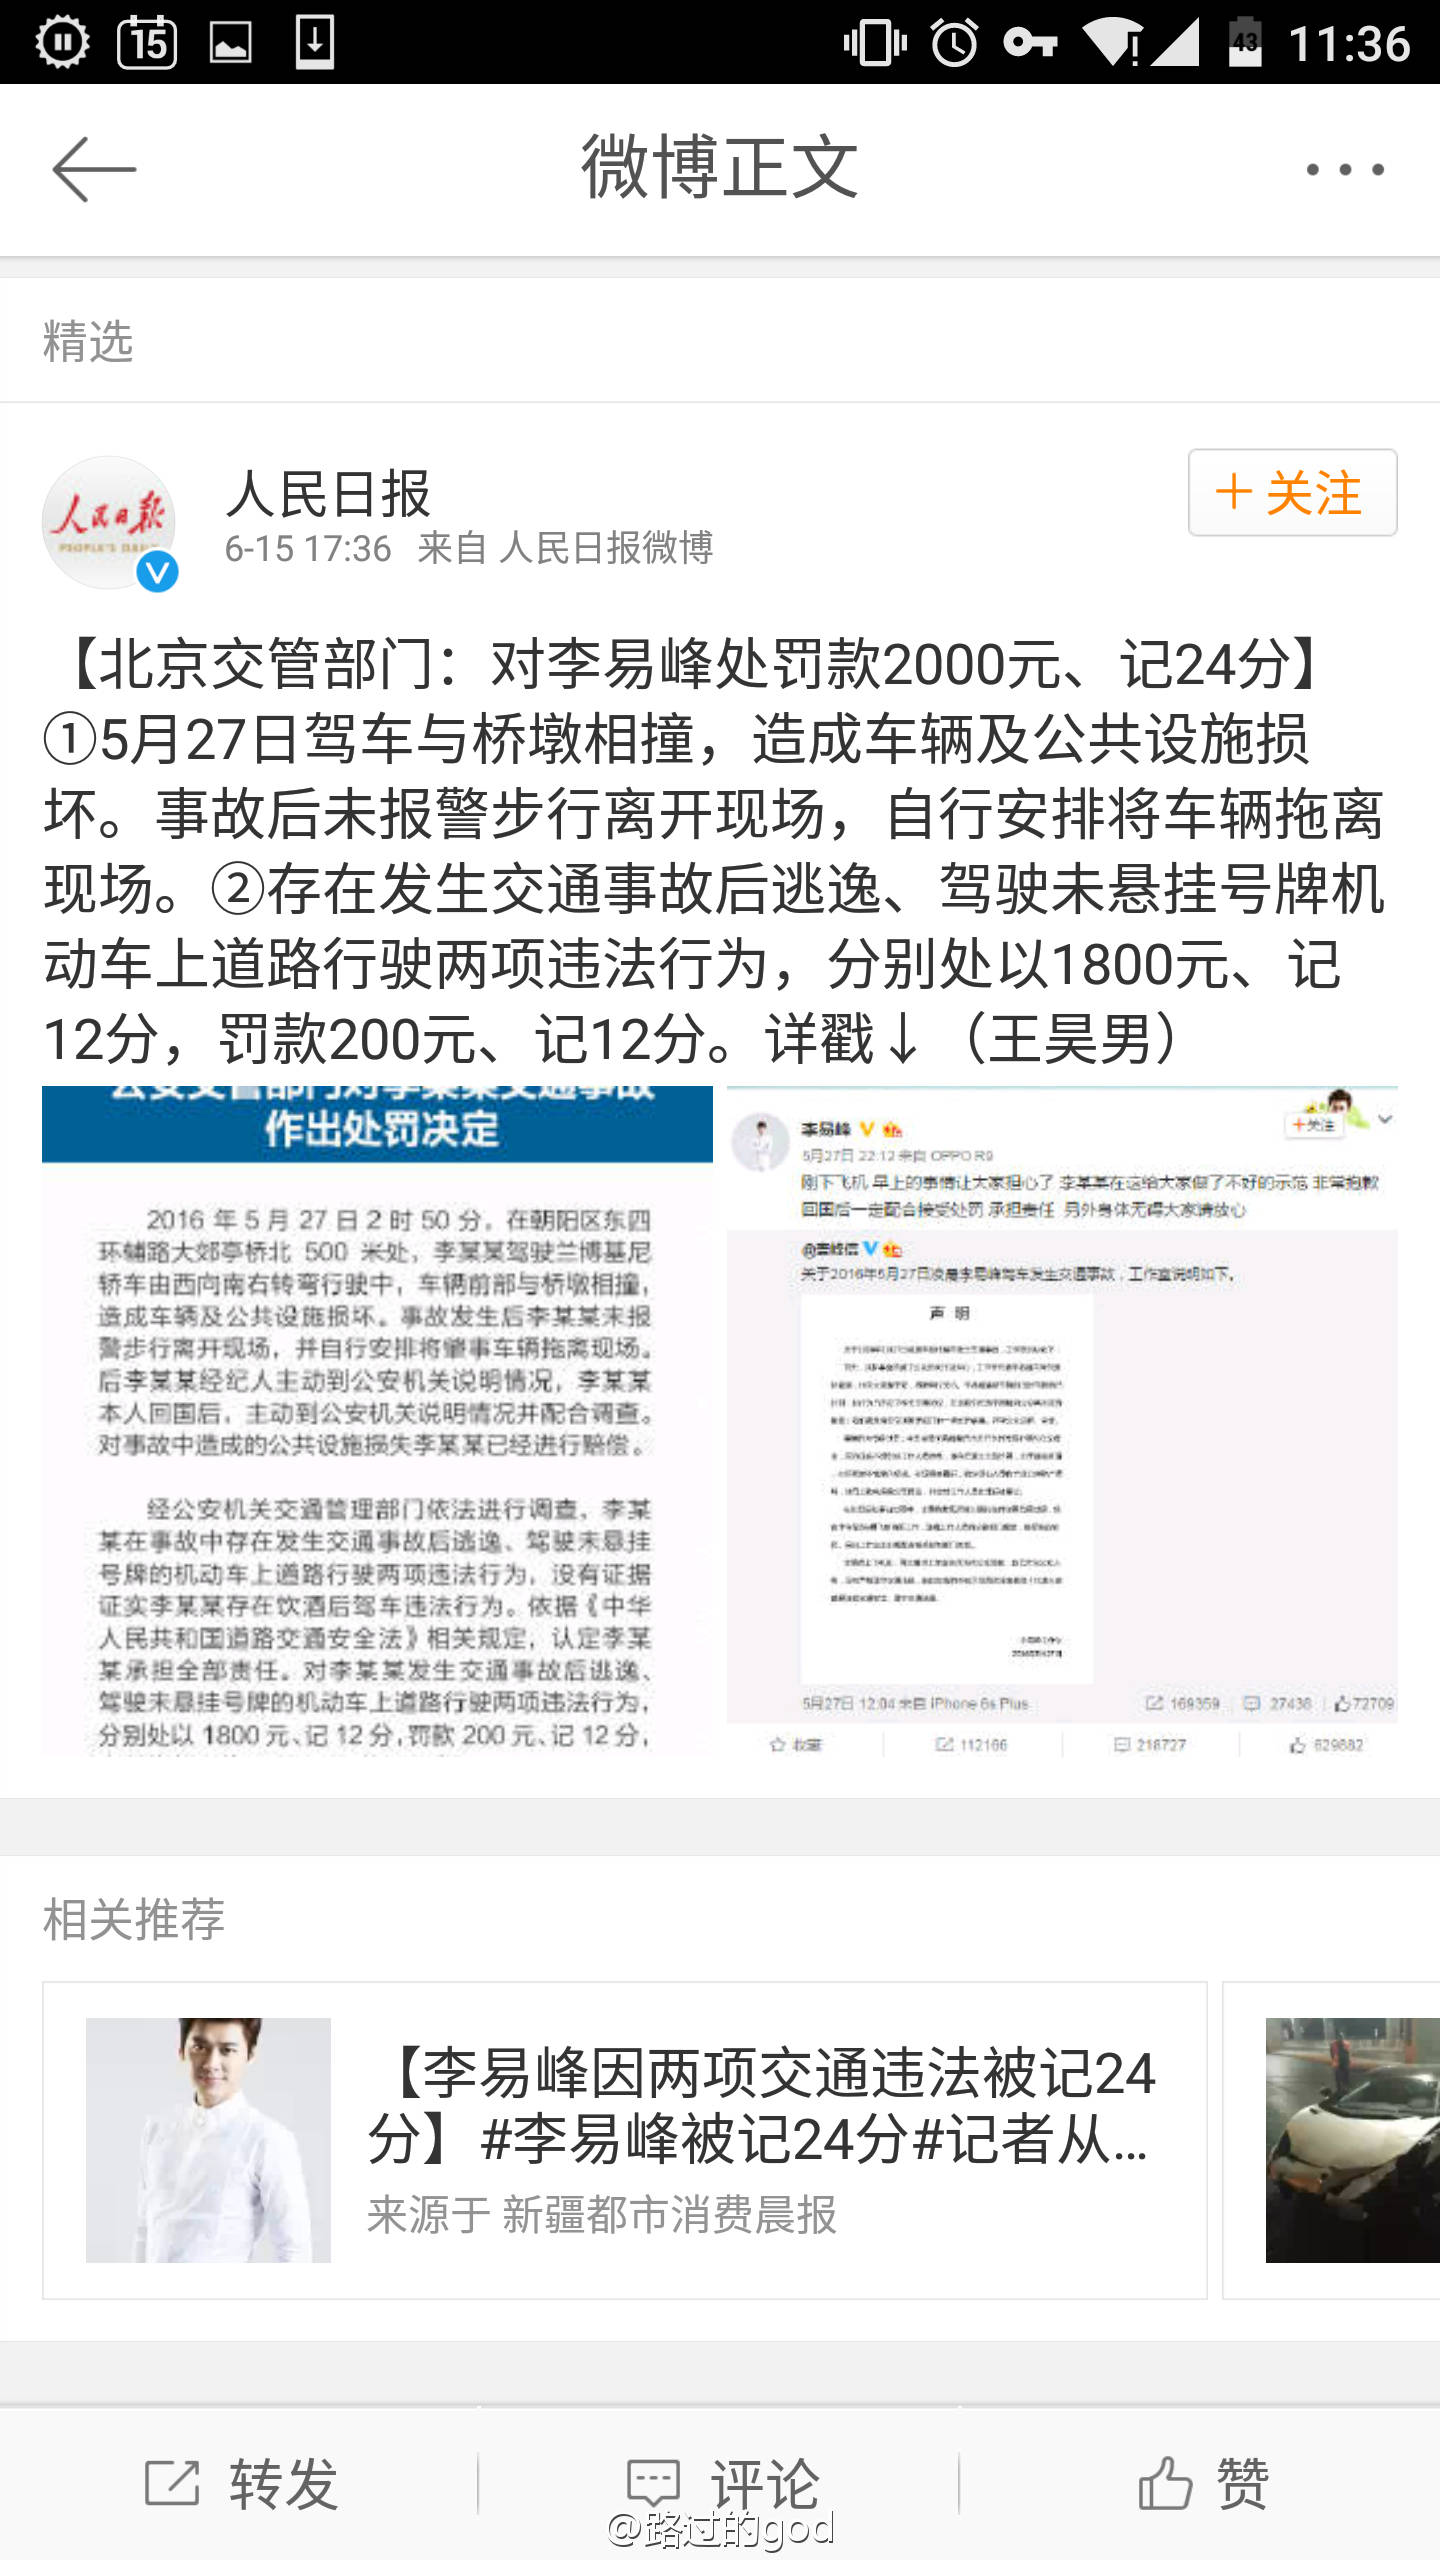 15
43
11:36
微博正文
精选
人民日报
PEOPLE'S DAILY
人民日报
6-15 17:36 来自 人民日报微博
+ 关注
【北京交管部门：对李易峰处罚款2000元、记24分】
①5月27日驾车与桥墩相撞，造成车辆及公共设施损
坏。事故后未报警步行离开现场，自行安排将车辆拖离
现场。②存在发生交通事故后逃逸、驾驶未悬挂号牌机
动车上道路行驶两项违法行为，分别处以1800元、记
12分，罚款200元、记12分。详戳↓（王昊男）
公安交管部门对李某某交通事故
作出处罚决定
2016 年 5 月 27 日 2 时 50 分，在朝阳区东四
环辅路大郊亭桥北 500 米处，李某某驾驶兰博基尼
轿车由西向南右转弯行驶中，车辆前部与桥墩相撞，
造成车辆及公共设施损坏。事故发生后李某某未报
警步行离开现场，并自行安排将肇事车辆拖离现场。
后李某某经纪人主动到公安机关说明情况，李某某
本人回国后，主动到公安机关说明情况并配合调查。
对事故中造成的公共设施损失李某某已经进行赔偿。
经公安机关交通管理部门依法进行调查，李某
某在事故中存在发生交通事故后逃逸、驾驶未悬挂
号牌的机动车上道路行驶两项违法行为，没有证据
证实李某某存在饮酒后驾车违法行为。依据《中华
人民共和国道路交通安全法》相关规定，认定李某
某承担全部责任。对李某某发生交通事故后逃逸、
驾驶未悬挂号牌的机动车上道路行驶两项违法行为，
分别处以 1800 元、记 12 分,罚款 200 元、记 12 分，
李易峰
+关注
5月27日 22:12 来自 OPPO R9
刚下飞机 早上的事情让大家担心了 李某某在这给大家做了不好的示范 非常抱歉
回国后一定配合接受处罚 承担责任 另外身体无碍大家请放心
关于2016年5月27日凌晨李易峰驾车发生交通事故，工作室说明如下。
声 明
5月27日 12:04 来自 iPhone 6s Plus
169359 27436 72709
收藏 112166 218727 629882
相关推荐
【李易峰因两项交通违法被记24
分】#李易峰被记24分#记者从...
来源于 新疆都市消费晨报
转发 评论 赞
@路过的god